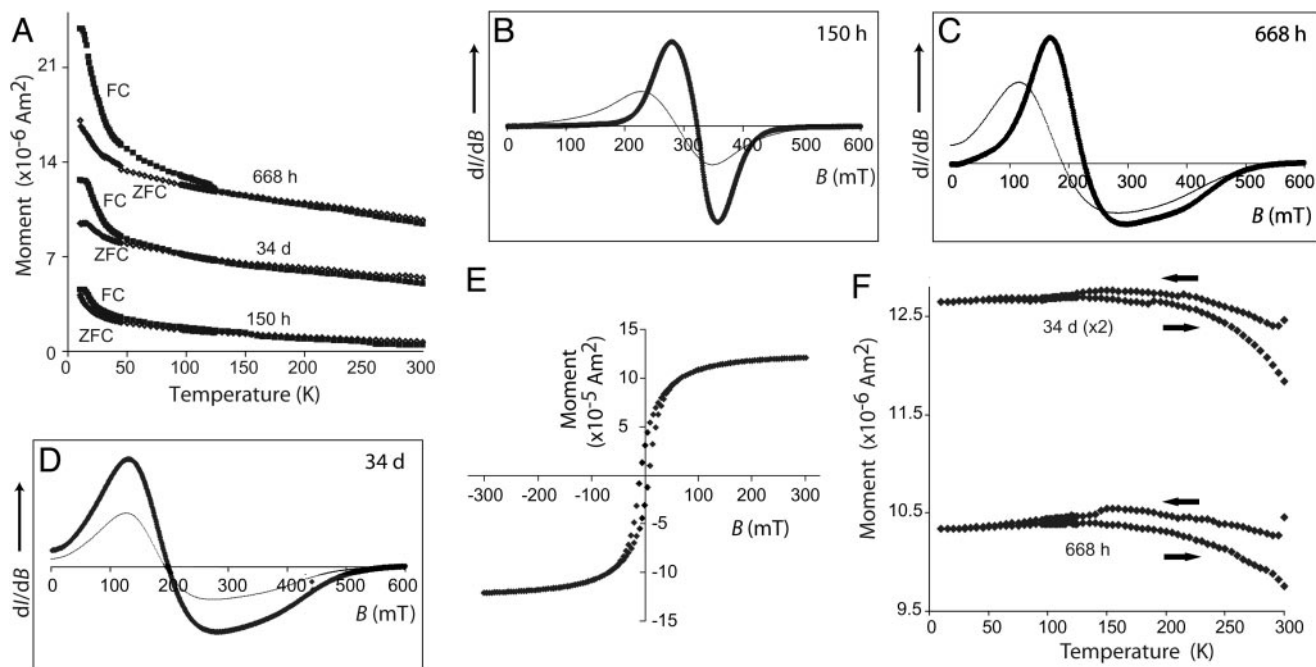 A
Moment (x10⁻⁶ Am²)
21
14
7
0
FC
ZFC
668 h
FC
ZFC
34 d
FC
ZFC
150 h
0 50 100 150 200 250 300
Temperature (K)
B
150 h
dI/dB
0 100 200 300 400 500 600
B (mT)
C
668 h
dI/dB
0 100 200 300 400 500 600
B (mT)
D
34 d
dI/dB
0 100 200 300 400 500 600
B (mT)
E
Moment
(x10⁻⁵ Am²)
15
10
5
-5
-10
-15
-300 -200 -100 100 200 300
B (mT)
F
Moment (x10⁻⁶ Am²)
12.5
11.5
10.5
9.5
34 d (x2)
668 h
0 50 100 150 200 250 300
Temperature (K)